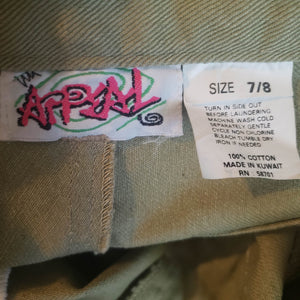 APPEAL
SIZE 7/8
TURN IN SIDE OUT
BEFORE LAUNDERING
MACHINE WASH COLD
SEPARATELY GENTLE
CYCLE NON CHLORINE
BLEACH TUMBLE DRY
IRON IF NEEDED
100% COTTON
MADE IN KUWAIT
RN : 58701